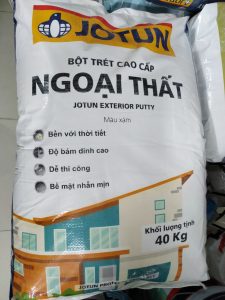 JOTUN
BỘT TRÉT CAO CẤP
NGOẠI THẤT
JOTUN EXTERIOR PUTTY
Màu xám
Bền với thời tiết
Độ bám dính cao
Dễ thi công
Bề mặt nhẵn mịn
Khối lượng tịnh
40 Kg